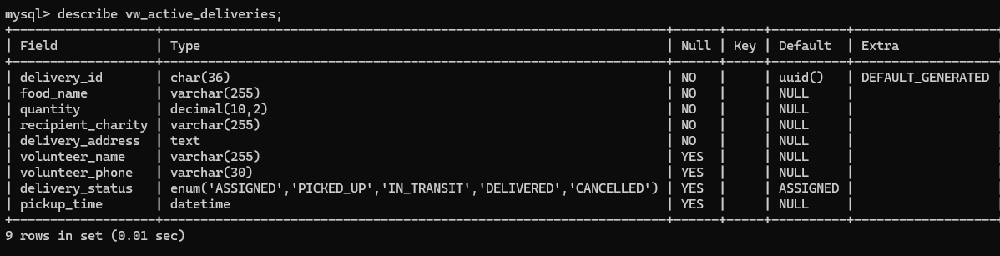 mysql> describe vw_active_deliveries;
+-------------------+----------------------------------------------------------------+------+-----+----------+-------------------+
| Field             | Type                                                           | Null | Key | Default  | Extra             |
+-------------------+----------------------------------------------------------------+------+-----+----------+-------------------+
| delivery_id       | char(36)                                                       | NO   |     | uuid()   | DEFAULT_GENERATED |
| food_name         | varchar(255)                                                   | NO   |     | NULL     |                   |
| quantity          | decimal(10,2)                                                  | NO   |     | NULL     |                   |
| recipient_charity | varchar(255)                                                   | NO   |     | NULL     |                   |
| delivery_address  | text                                                           | NO   |     | NULL     |                   |
| volunteer_name    | varchar(255)                                                   | YES  |     | NULL     |                   |
| volunteer_phone   | varchar(30)                                                    | YES  |     | NULL     |                   |
| delivery_status   | enum('ASSIGNED','PICKED_UP','IN_TRANSIT','DELIVERED','CANCELLED') | YES  |     | ASSIGNED |                   |
| pickup_time       | datetime                                                       | YES  |     | NULL     |                   |
+-------------------+----------------------------------------------------------------+------+-----+----------+-------------------+
9 rows in set (0.01 sec)